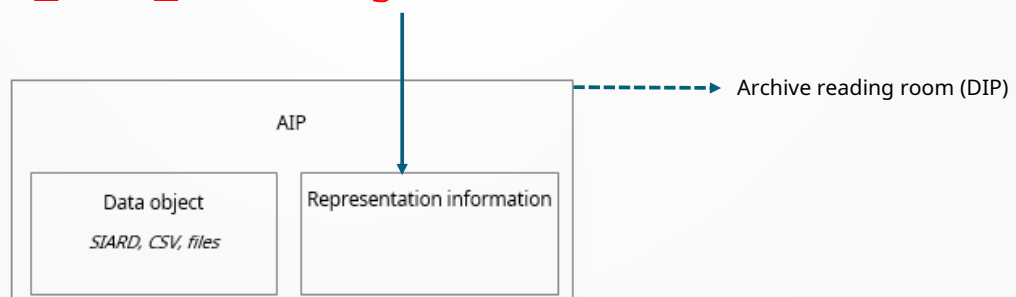 Archive reading room (DIP)
AIP
Data object
SIARD, CSV, files
Representation information